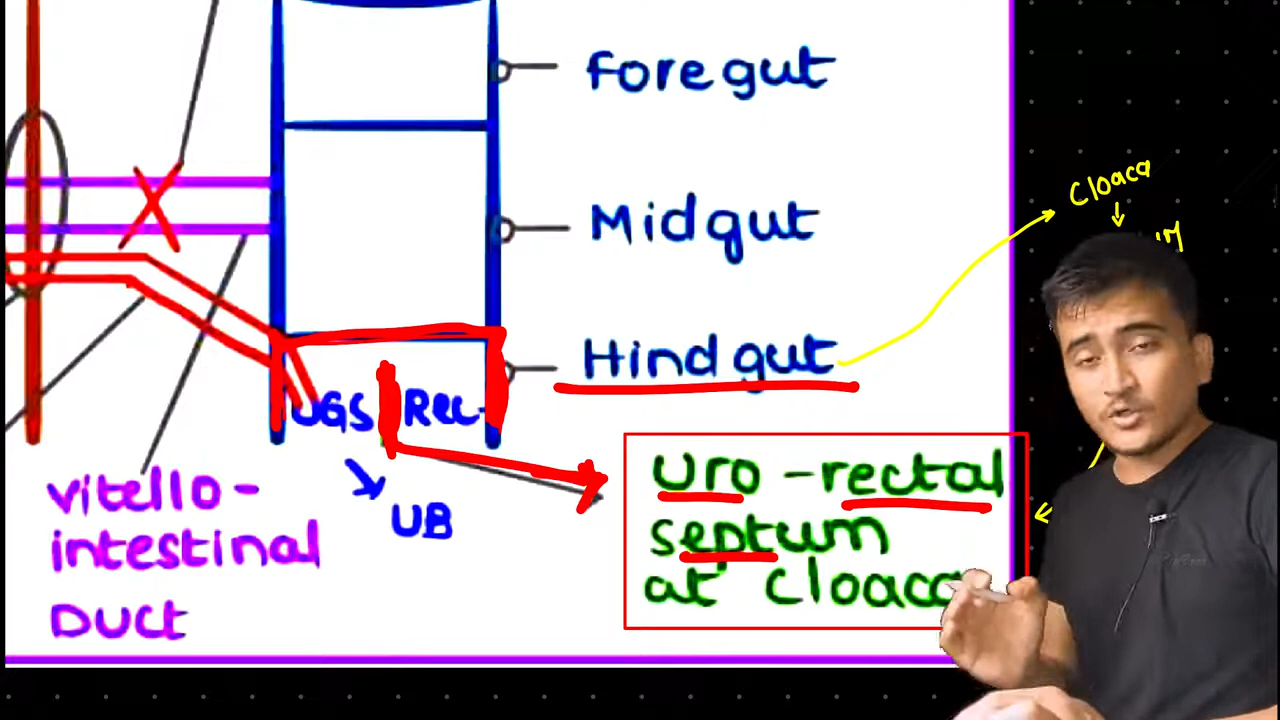 Foregut
Midgut
Cloaca
Hindgut
UGS Rec
UB
Uro-rectal
septum
at Cloaca
Vitello-
intestinal
Duct